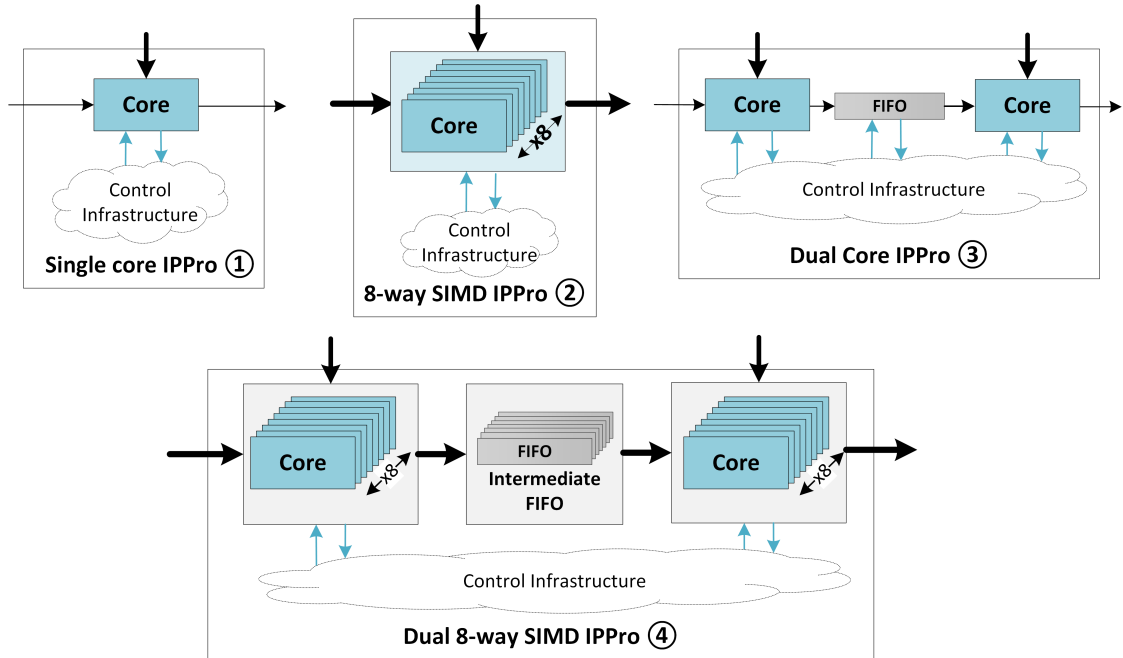 Core
Control
Infrastructure
Single core IPPro ①
Core
x8
Control
Infrastructure
8-way SIMD IPPro ②
Core
FIFO
Core
Control Infrastructure
Dual Core IPPro ③
Core
x8
FIFO
Intermediate
FIFO
Core
x8
Control Infrastructure
Dual 8-way SIMD IPPro ④